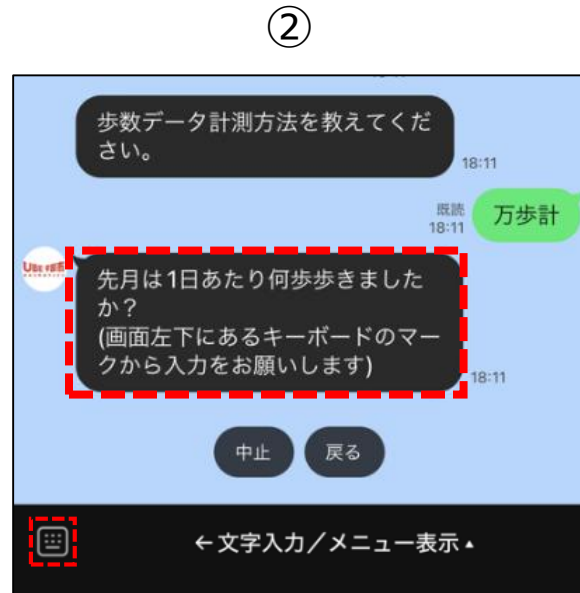 ②
歩数データ計測方法を教えてくだ
さい。
18:11
既読
18:11
万歩計
先月は1日あたり何歩歩きました
か？
(画面左下にあるキーボードのマー
クから入力をお願いします)
18:11
中止
戻る
←文字入力／メニュー表示▲